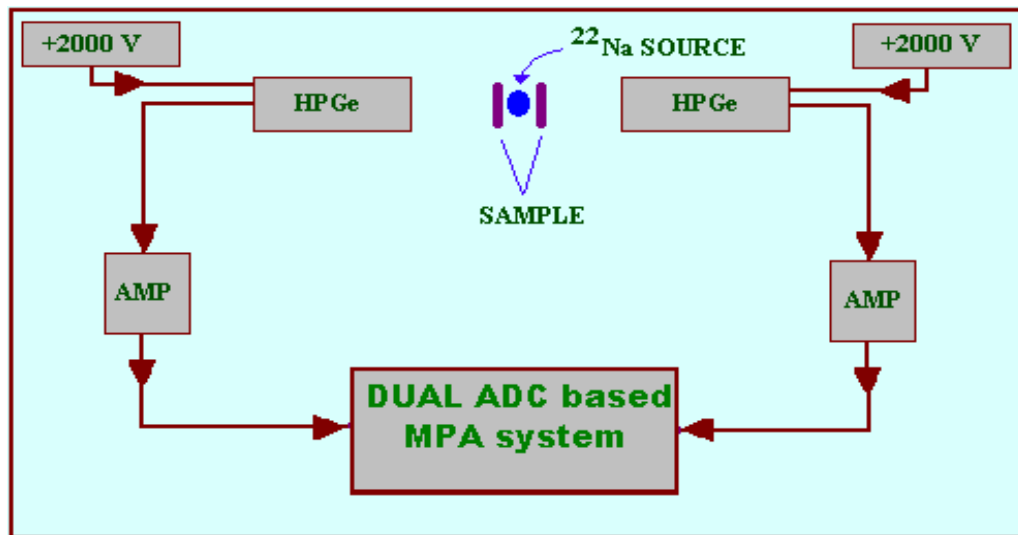 +2000 V
²²Na SOURCE
+2000 V
HPGe
HPGe
SAMPLE
AMP
AMP
DUAL ADC based
MPA system